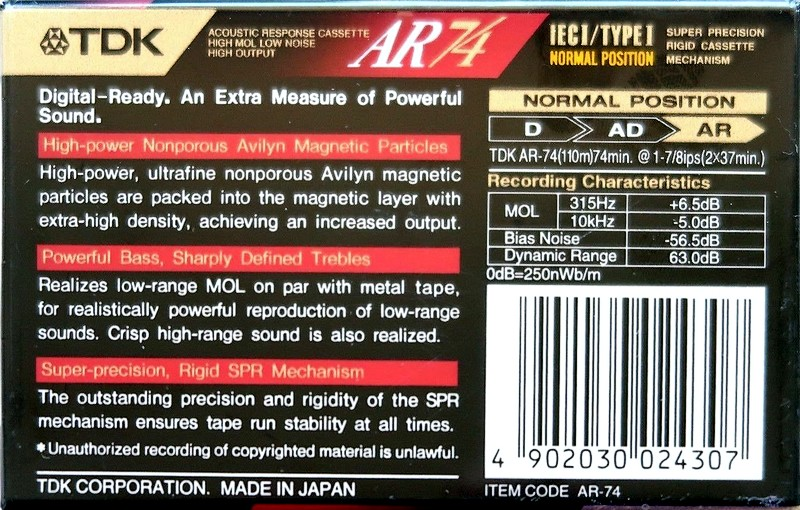 TDK
ACOUSTIC RESPONSE CASSETTE
HIGH MOL LOW NOISE
HIGH OUTPUT
AR74
IECI/TYPEI
NORMAL POSITION
SUPER PRECISION
RIGID CASSETTE
MECHANISM
Digital-Ready. An Extra Measure of Powerful
Sound.
High-power Nonporous Avilyn Magnetic Particles
High-power, ultrafine nonporous Avilyn magnetic
particles are packed into the magnetic layer with
extra-high density, achieving an increased output.
Powerful Bass, Sharply Defined Trebles
Realizes low-range MOL on par with metal tape,
for realistically powerful reproduction of low-range
sounds. Crisp high-range sound is also realized.
Super-precision, Rigid SPR Mechanism
The outstanding precision and rigidity of the SPR
mechanism ensures tape run stability at all times.
*Unauthorized recording of copyrighted material is unlawful.
TDK CORPORATION. MADE IN JAPAN
NORMAL POSITION
D AD AR
TDK AR-74(110m)74min. @ 1-7/8ips(2X37min.)
Recording Characteristics
MOL 315Hz +6.5dB
10kHz -5.0dB
Bias Noise -56.5dB
Dynamic Range 63.0dB
0dB=250nWb/m
4 902030 024307
ITEM CODE AR-74